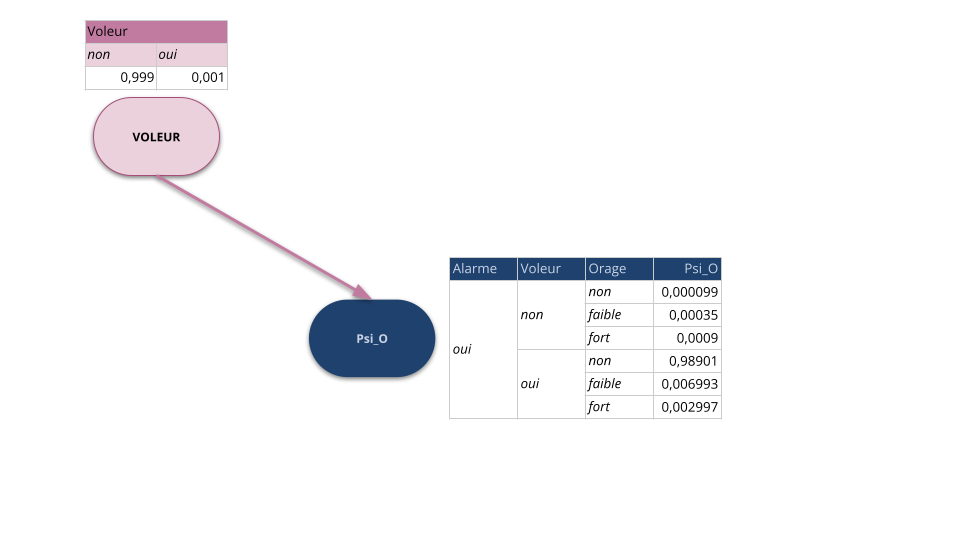 Voleur
non oui
0,999 0,001
VOLEUR
Alarme Voleur Orage Psi_O
oui non non 0,000099
faible 0,00035
fort 0,0009
oui non 0,98901
faible 0,006993
fort 0,002997
Psi_O